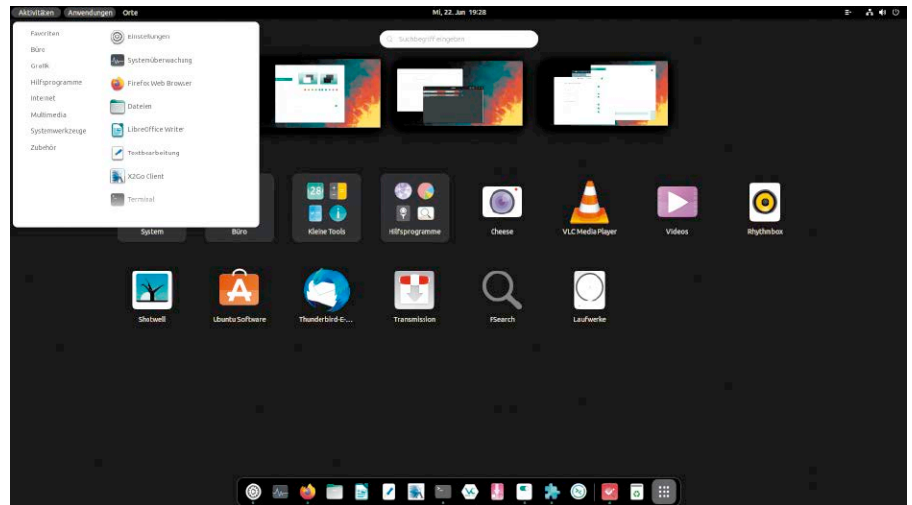 Aktivitäten Anwendungen Orte
Mi, 22. Jun 19:28
Favoriten
Büro
Grafik
Hilfsprogramme
Internet
Multimedia
Systemwerkzeuge
Zubehör
Einstellungen
Systemüberwachung
Firefox Web Browser
Dateien
LibreOffice Writer
Textbearbeitung
X2Go Client
Terminal
Suchbegriff eingeben
28
System Büro Kleine Tools Hilfsprogramme Cheese VLC Media Player Videos Rhythmbox
Shotwell Ubuntu Software Thunderbird-E-... Transmission FSearch Laufwerke